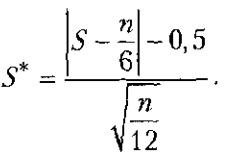 S* = (|S − n/6| − 0,5) / √(n/12).